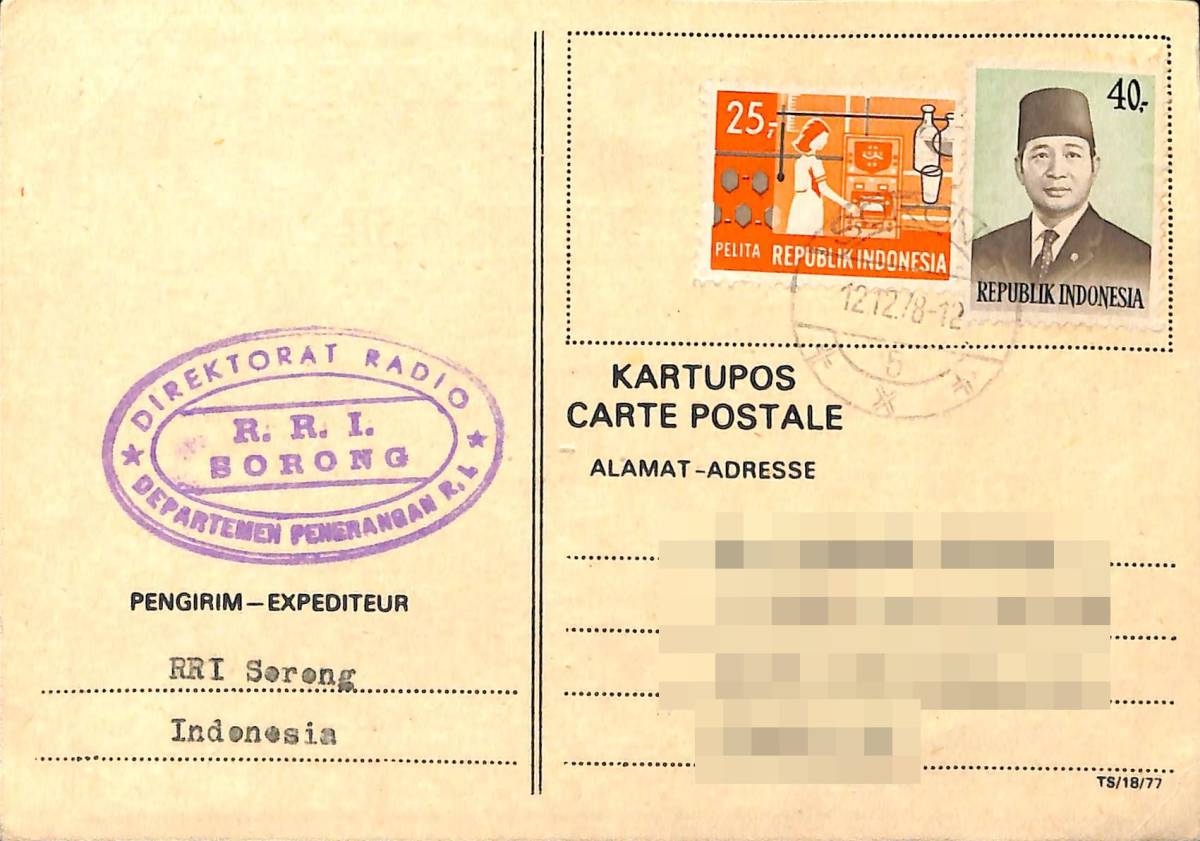 25,-
PELITA REPUBLIK INDONESIA
40,-
REPUBLIK INDONESIA
12.12.78-12
5
KARTUPOS
CARTE POSTALE
ALAMAT-ADRESSE
DIREKTORAT RADIO
R. R. I.
SORONG
DEPARTEMEN PENERANGAN R.I.
PENGIRIM-EXPEDITEUR
RRI Sorong
Indonesia
TS/18/77